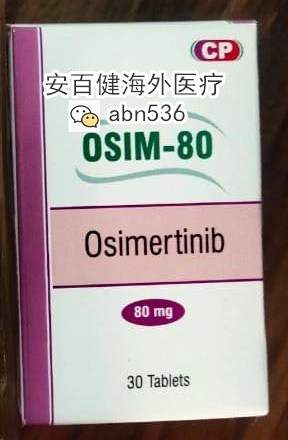 CP
安百健海外医疗
abn536
OSIM-80
Osimertinib
80 mg
30 Tablets